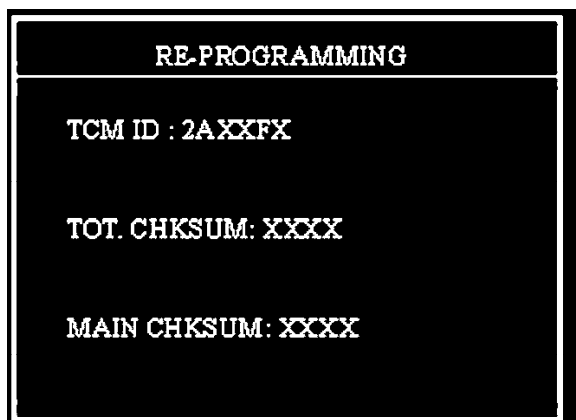 RE-PROGRAMMING
TCM ID : 2AXXFX
TOT. CHKSUM: XXXX
MAIN CHKSUM: XXXX